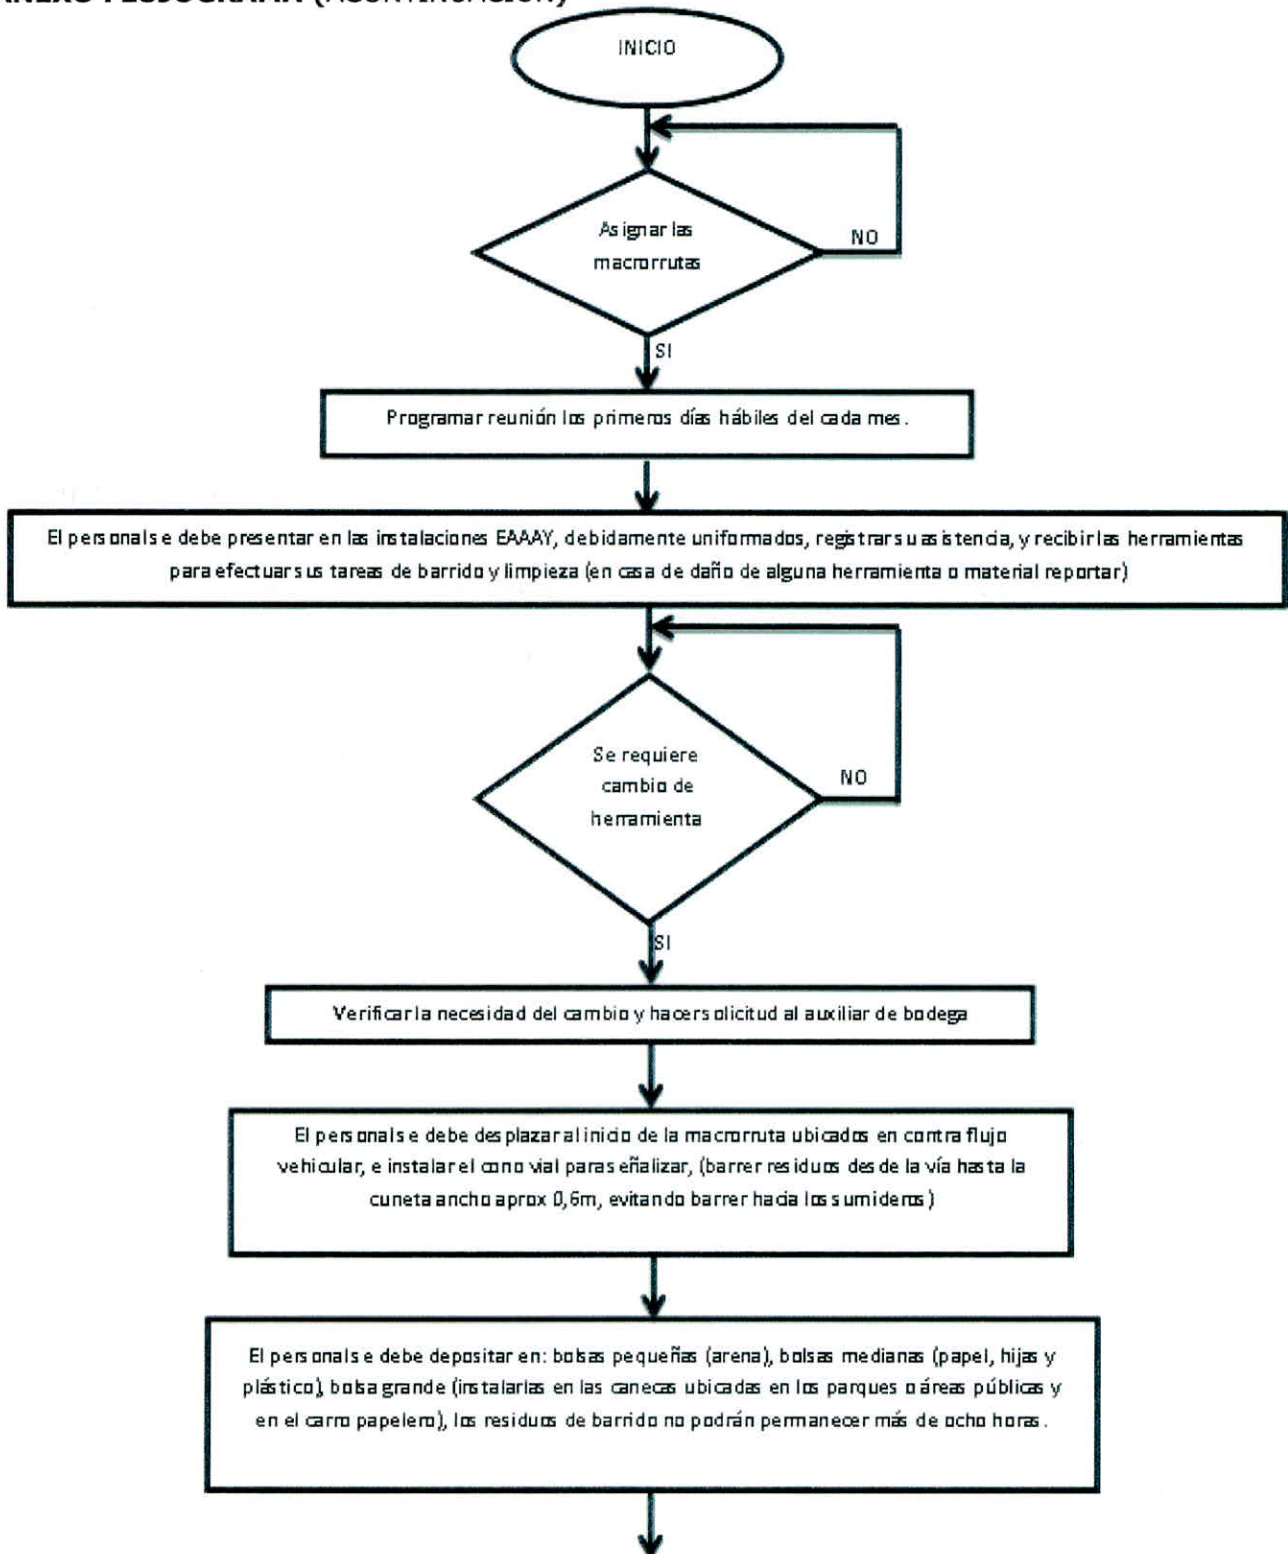 ANEXO FLUJOGRAMA (ACONTINUACIÓN)
INICIO
Asignar las
macrorrutas
NO
SI
Programar reunión los primeros días hábiles del cada mes.
El personal se debe presentar en las instalaciones EAAAY, debidamente uniformados, registrar su asistencia, y recibir las herramientas
para efectuar sus tareas de barrido y limpieza (en casa de daño de alguna herramienta o material reportar)
Se requiere
cambio de
herramienta
NO
SI
Verificar la necesidad del cambio y hacer solicitud al auxiliar de bodega
El personal se debe desplazar al inicio de la macrorruta ubicados en contra flujo
vehicular, e instalar el cono vial para señalizar, (barrer residuos desde la vía hasta la
cuneta ancho aprox 0,6m, evitando barrer hacia los sumideros)
El personal se debe depositar en: bolsas pequeñas (arena), bolsas medianas (papel, hijas y
plástico), bolsa grande (instalarlas en las canecas ubicadas en los parques o áreas públicas y
en el carro papelero), los residuos de barrido no podrán permanecer más de ocho horas.